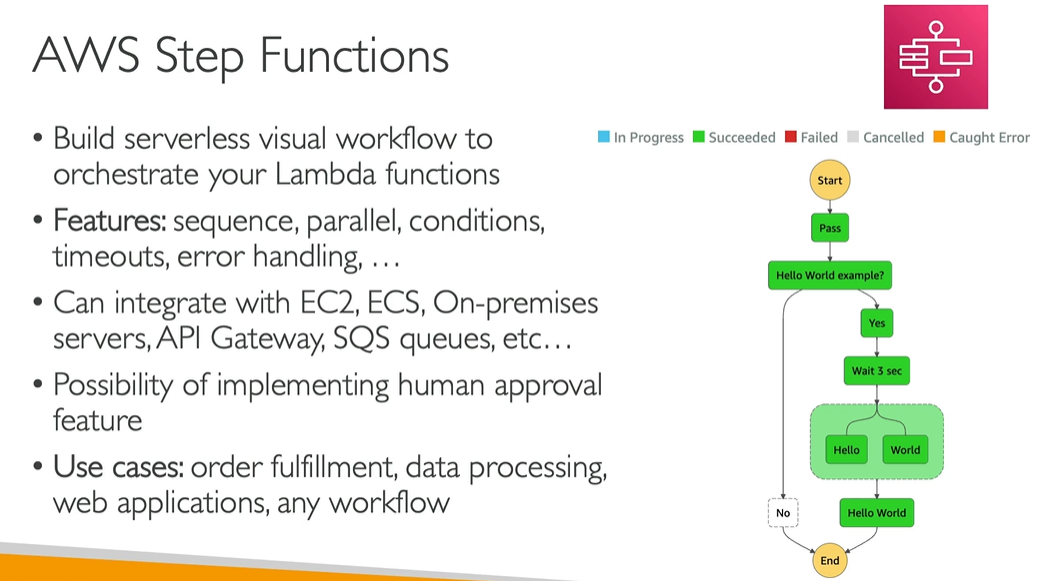 AWS Step Functions
• Build serverless visual workflow to
orchestrate your Lambda functions
• Features: sequence, parallel, conditions,
timeouts, error handling, …
• Can integrate with EC2, ECS, On-premises
servers, API Gateway, SQS queues, etc…
• Possibility of implementing human approval
feature
• Use cases: order fulfillment, data processing,
web applications, any workflow
In Progress Succeeded Failed Cancelled Caught Error
Start
Pass
Hello World example?
Yes
Wait 3 sec
Hello World
No Hello World
End